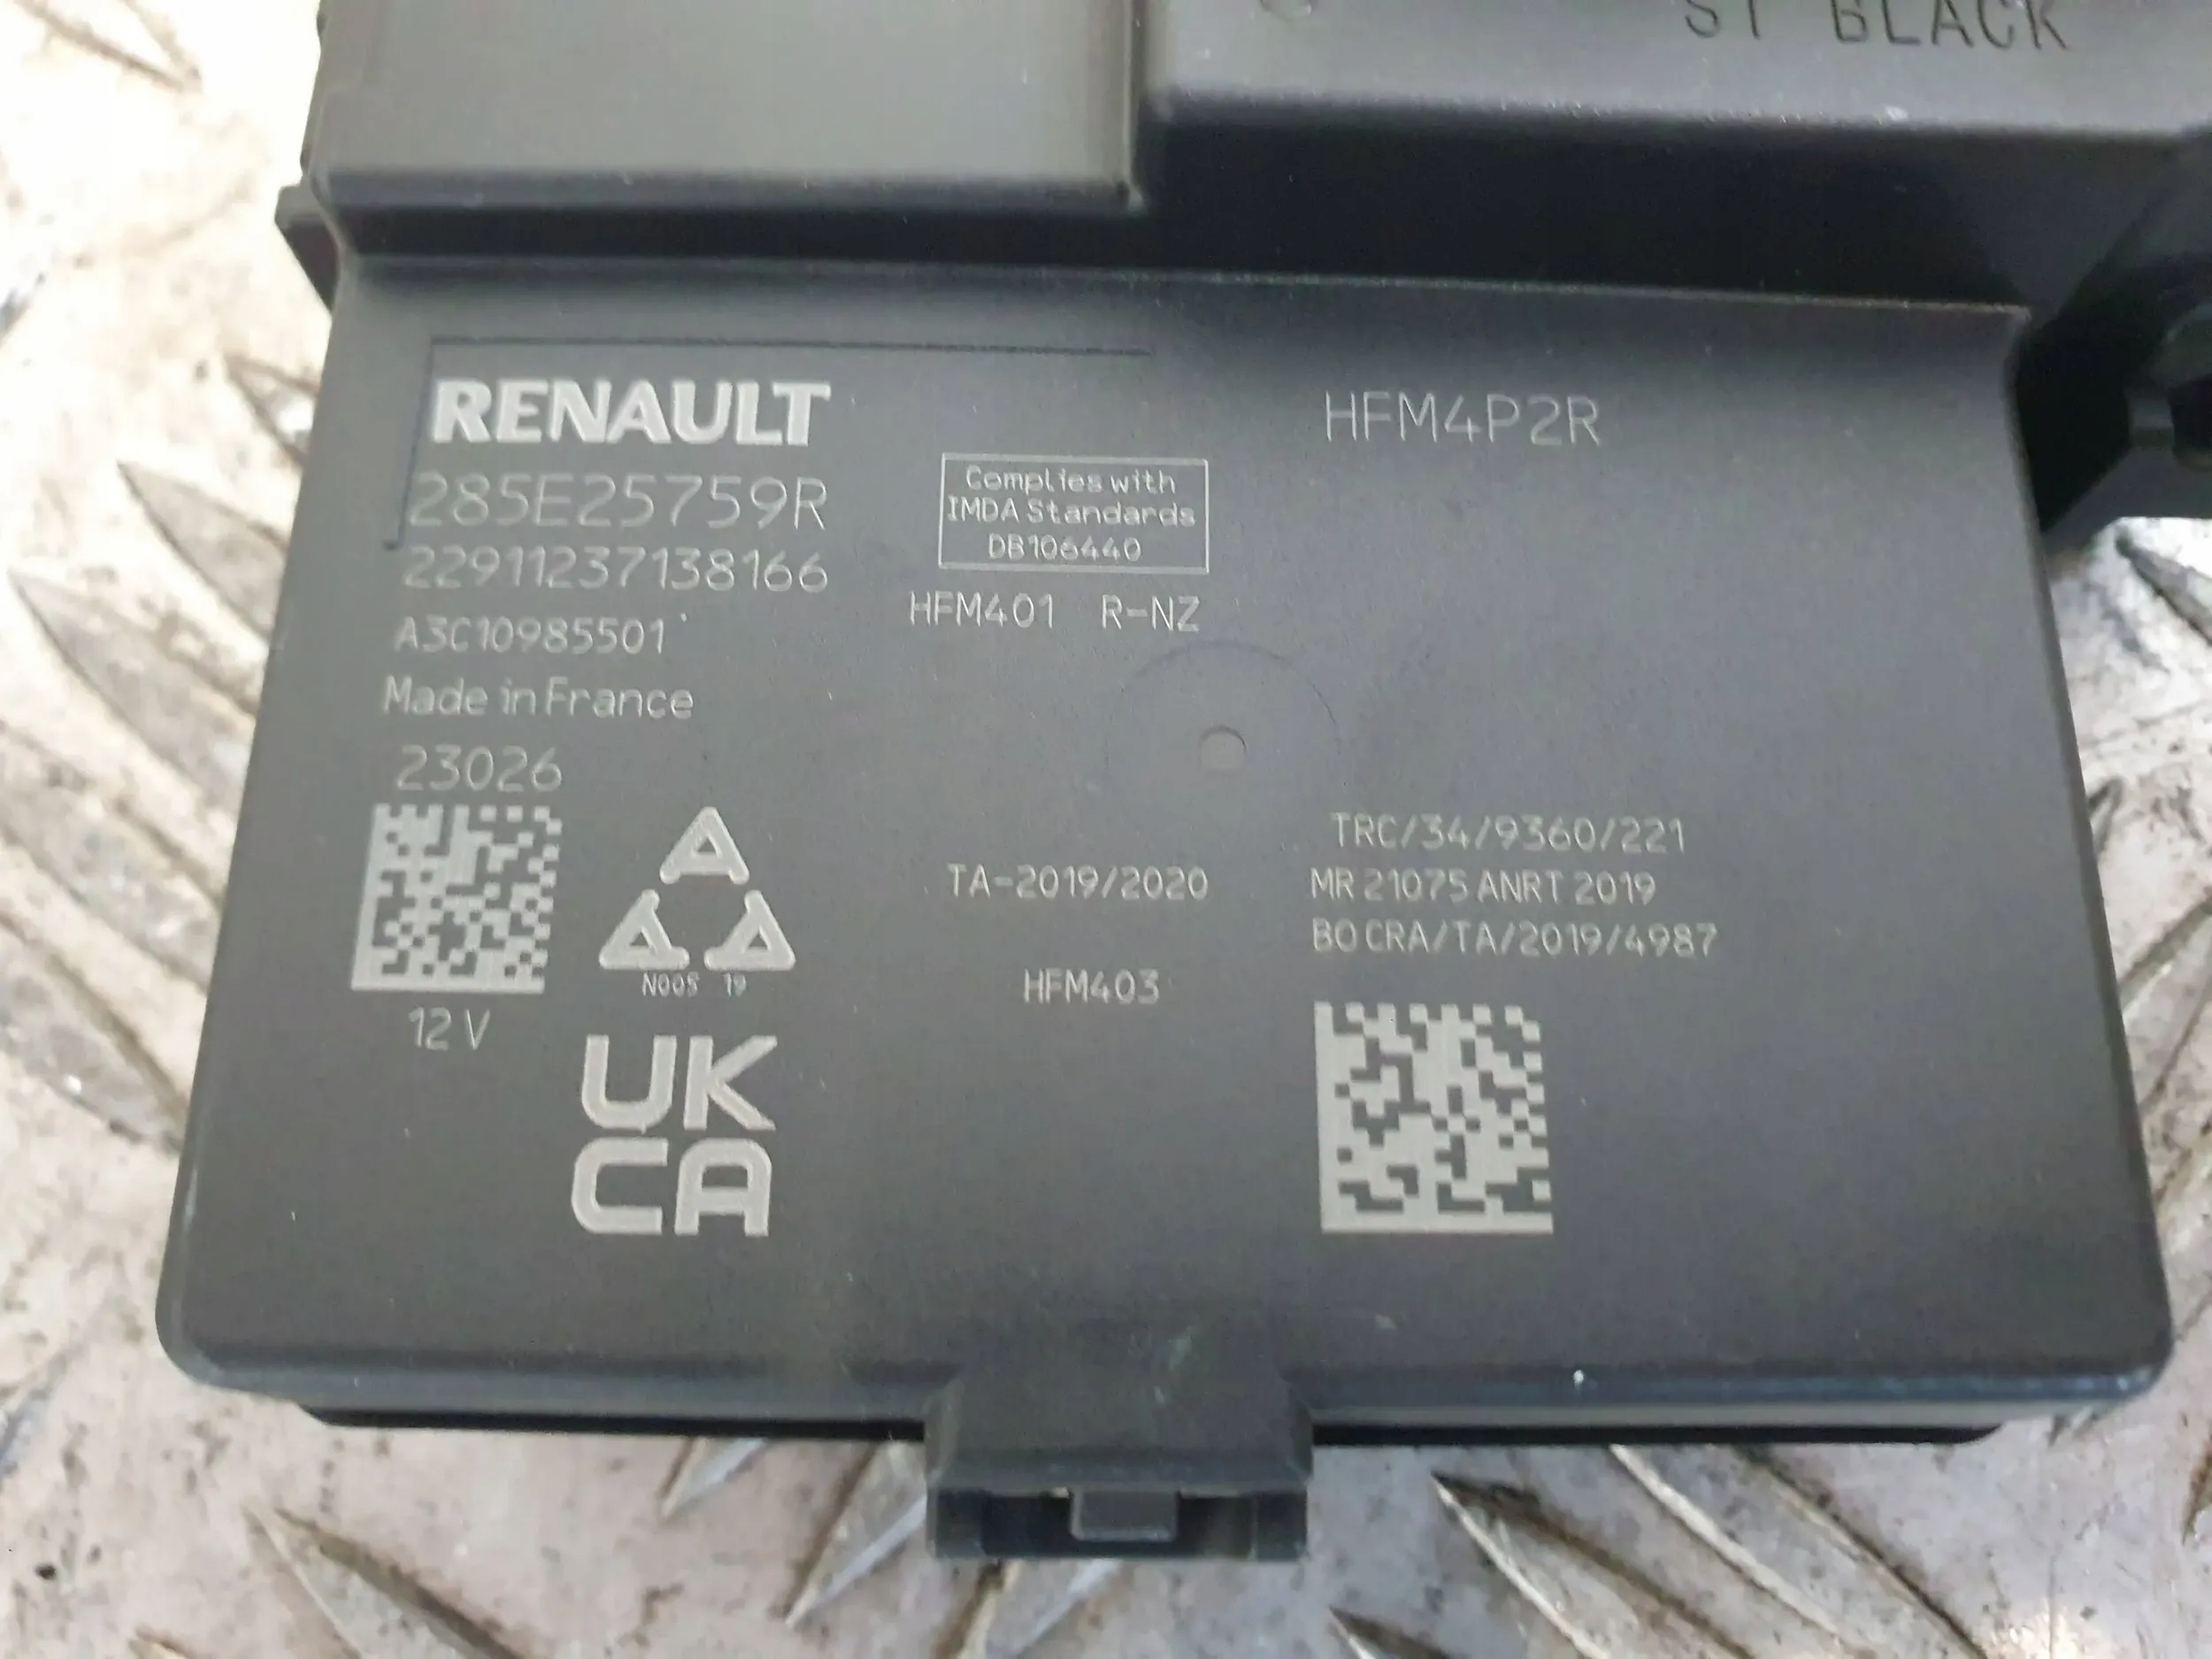 BLACK
RENAULT
285E25759R
22911237138166
A3C10985501
Made in France
23026
12 V
N005 19
UK
CA
Complies with
IMDA Standards
DB106440
HFM401 R-NZ
TA-2019/2020
HFM403
HFM4P2R
TRC/34/9360/221
MR 21075 ANRT 2019
BO CRA/TA/2019/4987